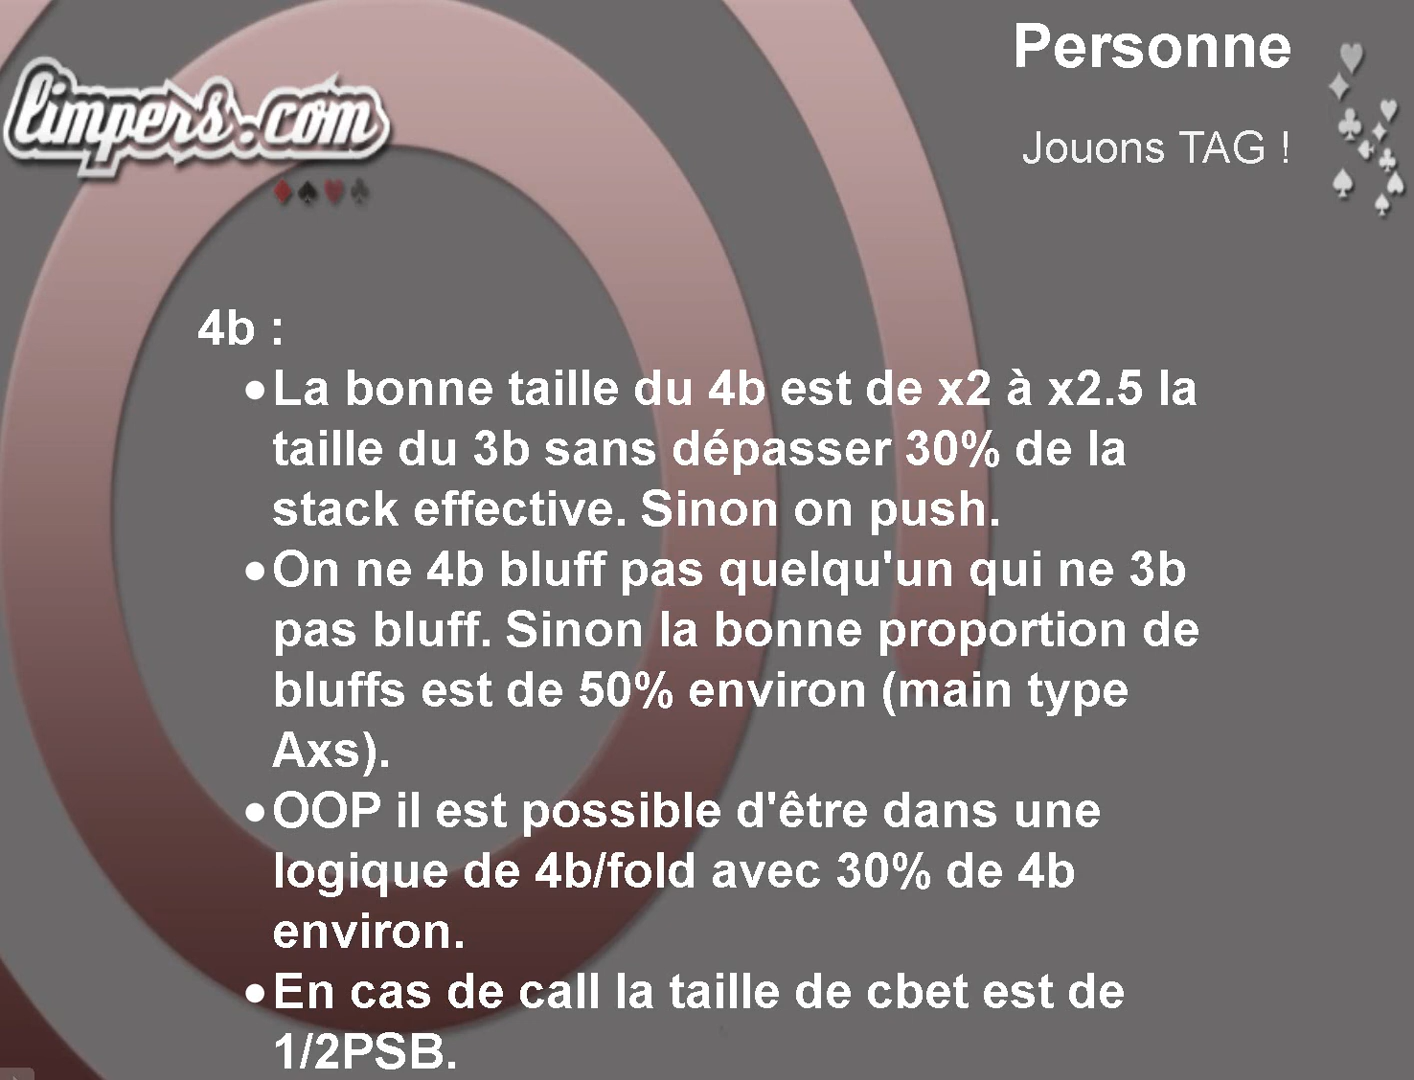 limpers.com
Personne
Jouons TAG !
4b :
•La bonne taille du 4b est de x2 à x2.5 la
taille du 3b sans dépasser 30% de la
stack effective. Sinon on push.
•On ne 4b bluff pas quelqu'un qui ne 3b
pas bluff. Sinon la bonne proportion de
bluffs est de 50% environ (main type
Axs).
•OOP il est possible d'être dans une
logique de 4b/fold avec 30% de 4b
environ.
•En cas de call la taille de cbet est de
1/2PSB.